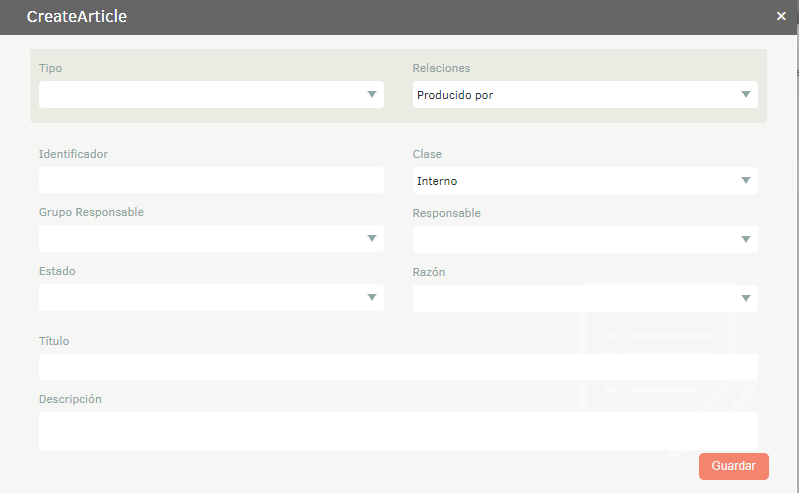 CreateArticle
Tipo
Relaciones
Producido por
Identificador
Clase
Interno
Grupo Responsable
Responsable
Estado
Razón
Título
Descripción
Guardar